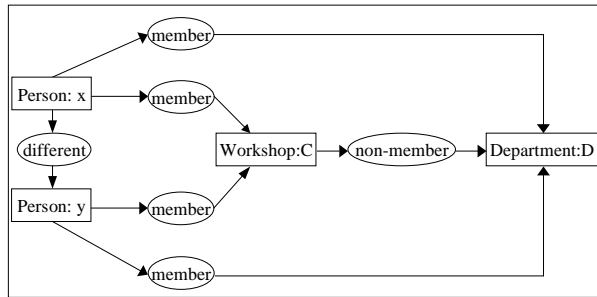 member
Person: x
member
different
Workshop:C
non-member
Department:D
Person: y
member
member